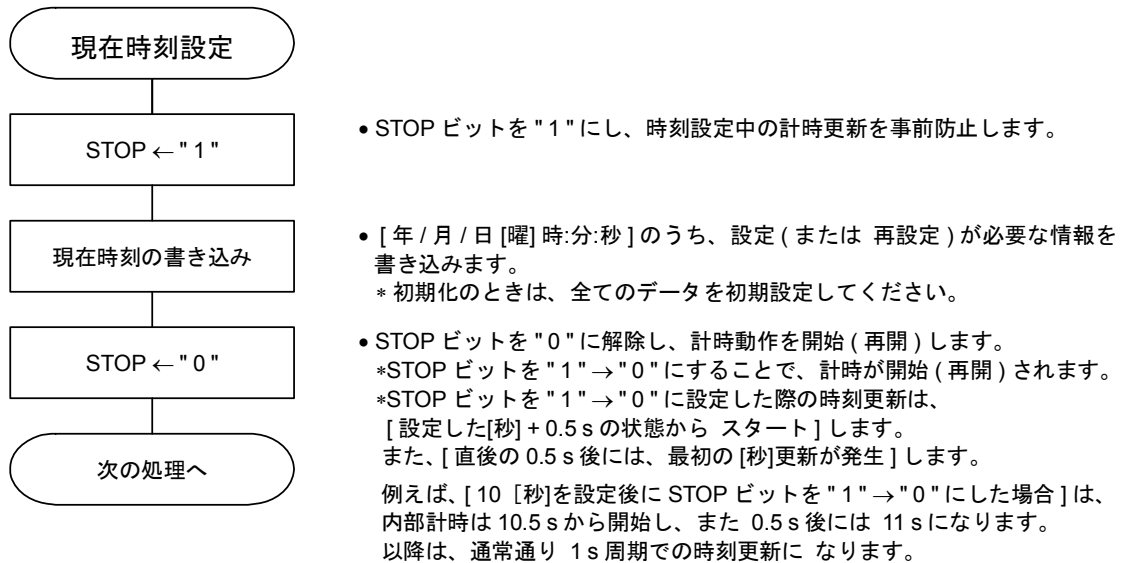 現在時刻設定
STOP ← " 1 "
• STOP ビットを " 1 " にし、時刻設定中の計時更新を事前防止します。
現在時刻の書き込み
• [ 年 / 月 / 日 [曜] 時:分:秒 ] のうち、設定 ( または 再設定 ) が必要な情報を
書き込みます。
* 初期化のときは、全てのデータを初期設定してください。
STOP ← " 0 "
• STOP ビットを " 0 " に解除し、計時動作を開始 ( 再開 ) します。
*STOP ビットを " 1 " → " 0 " にすることで、計時が開始 ( 再開 ) されます。
*STOP ビットを " 1 " → " 0 " に設定した際の時刻更新は、
[ 設定した[秒] + 0.5 s の状態から スタート ] します。
また、[ 直後の 0.5 s 後には、最初の [秒]更新が発生 ] します。
次の処理へ
例えば、[ 10 [秒]を設定後に STOP ビットを " 1 " → " 0 " にした場合 ] は、
内部計時は 10.5 s から開始し、また 0.5 s 後には 11 s になります。
以降は、通常通り 1 s 周期での時刻更新に なります。